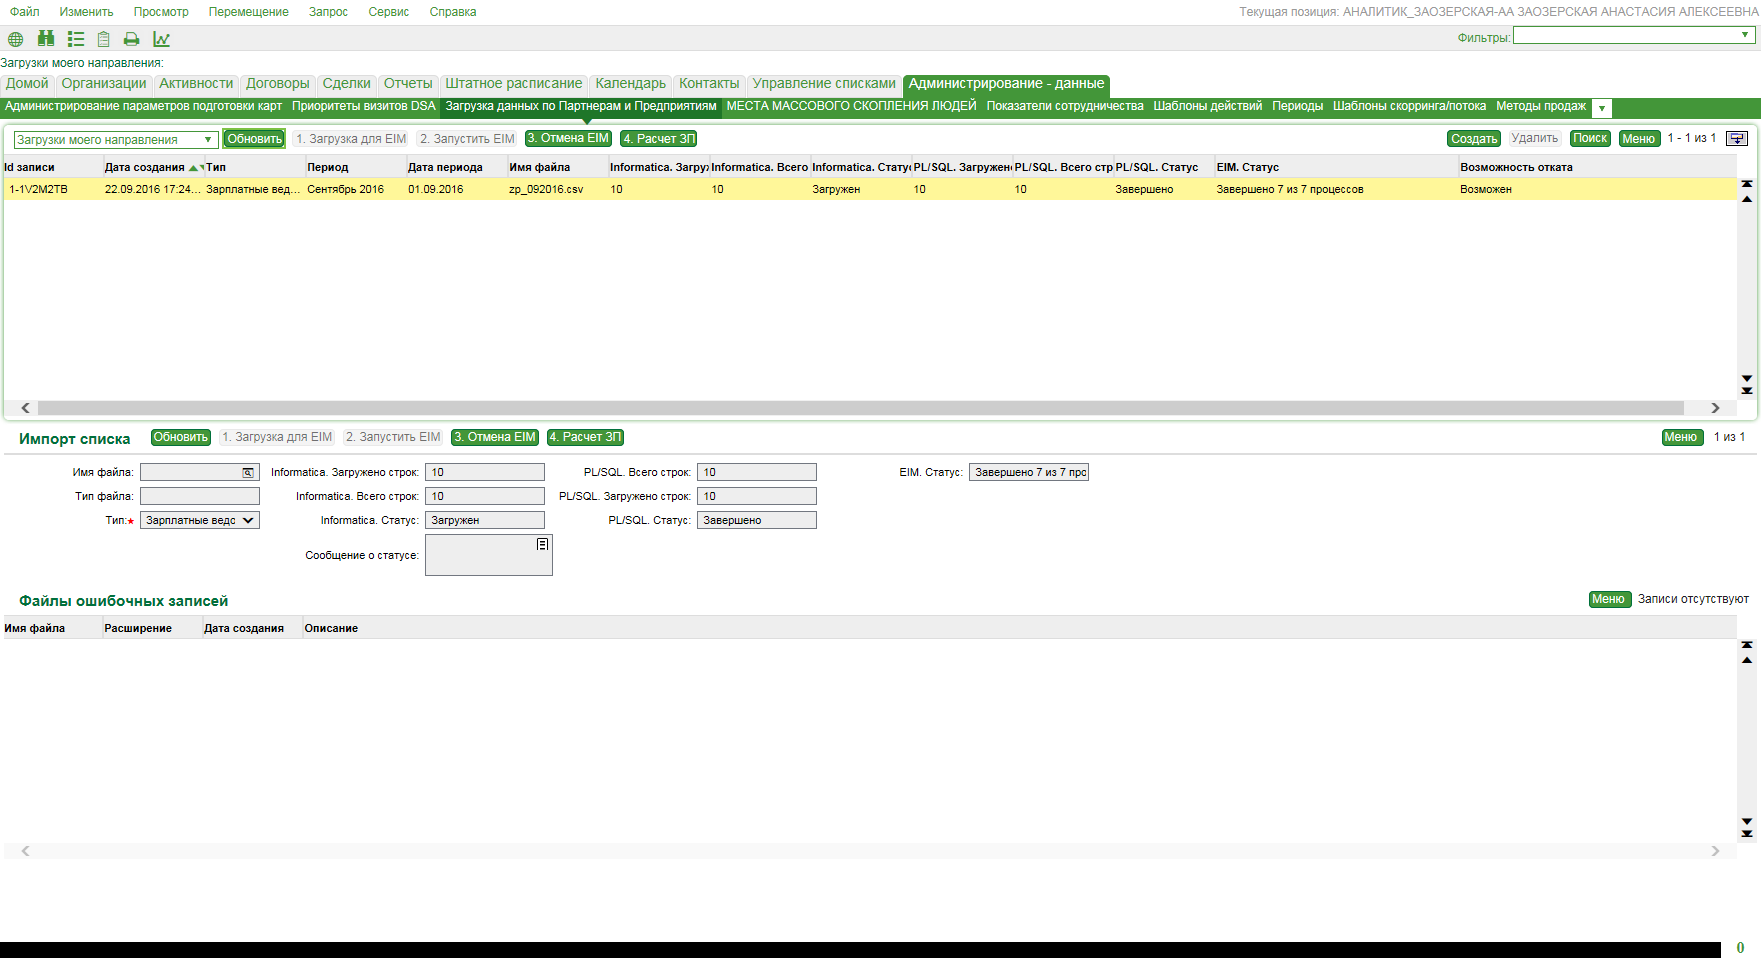 Файл Изменить Просмотр Перемещение Запрос Сервис Справка Текущая позиция: АНАЛИТИК_ЗАОЗЕРСКАЯ-АА ЗАОЗЕРСКАЯ АНАСТАСИЯ АЛЕКСЕЕВНА
Фильтры:
Загрузки моего направления:
Домой Организации Активности Договоры Сделки Отчеты Штатное расписание Календарь Контакты Управление списками Администрирование - данные
Администрирование параметров подготовки карт Приоритеты визитов DSA Загрузка данных по Партнерам и Предприятиям МЕСТА МАССОВОГО СКОПЛЕНИЯ ЛЮДЕЙ Показатели сотрудничества Шаблоны действий Периоды Шаблоны скорринга/потока Методы продаж
Загрузки моего направления Обновить 1. Загрузка для EIM 2. Запустить EIM 3. Отмена EIM 4. Расчет ЗП Создать Удалить Поиск Меню 1 - 1 из 1
Id записи Дата создания Тип Период Дата периода Имя файла Informatica. Загруж Informatica. Всего Informatica. Статус PL/SQL. Загружено PL/SQL. Всего стр PL/SQL. Статус EIM. Статус Возможность отката
1-1V2M2TB 22.09.2016 17:24... Зарплатные вед... Сентябрь 2016 01.09.2016 zp_092016.csv 10 10 Загружен 10 10 Завершено Завершено 7 из 7 процессов Возможен
Импорт списка Обновить 1. Загрузка для EIM 2. Запустить EIM 3. Отмена EIM 4. Расчет ЗП Меню 1 из 1
Имя файла: Informatica. Загружено строк: 10 PL/SQL. Всего строк: 10 EIM. Статус: Завершено 7 из 7 прс
Тип файла: Informatica. Всего строк: 10 PL/SQL. Загружено строк: 10
Тип:★ Зарплатные ведо Informatica. Статус: Загружен PL/SQL. Статус: Завершено
Сообщение о статусе:
Файлы ошибочных записей Меню Записи отсутствуют
Имя файла Расширение Дата создания Описание
0